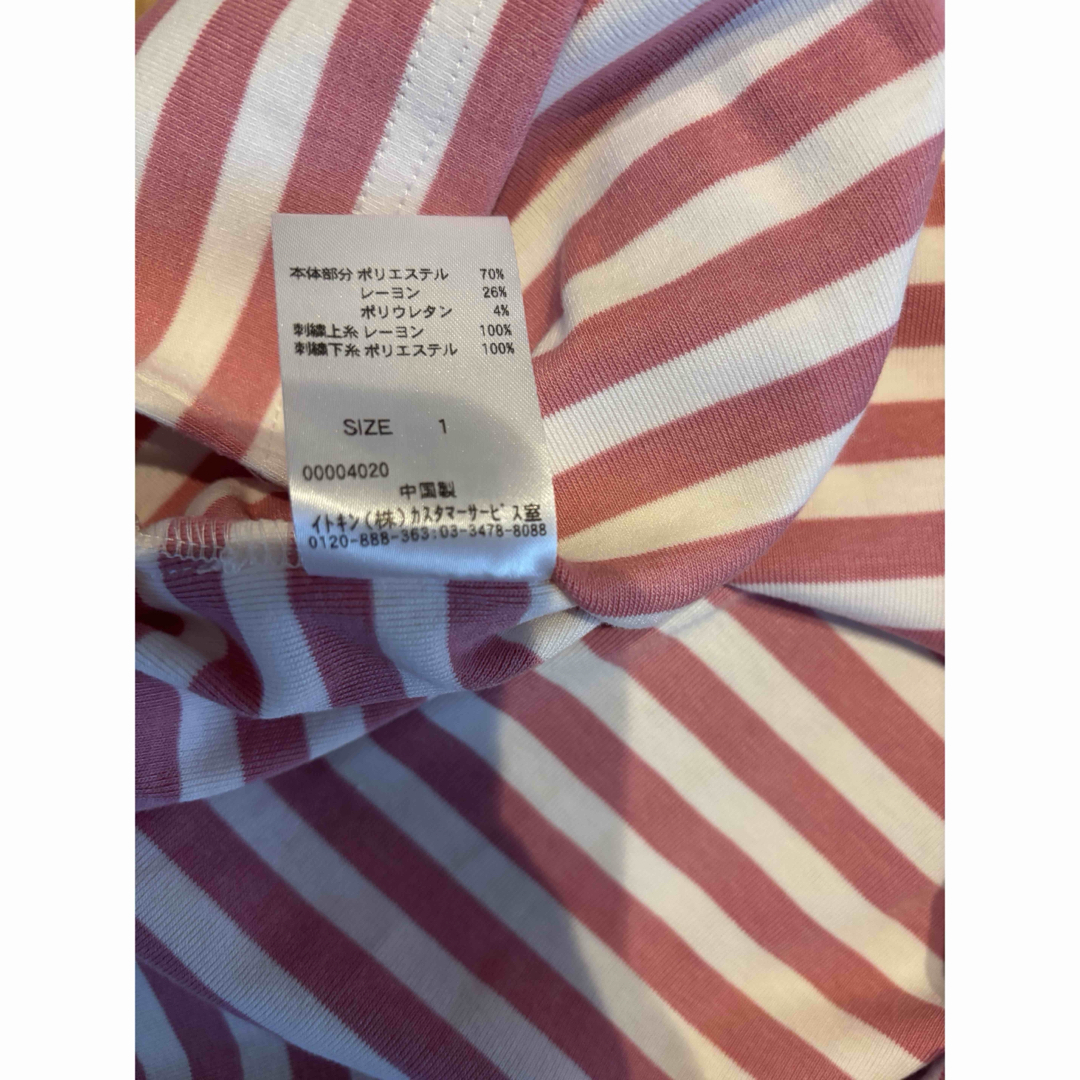 本体部分 ポリエステル 70%
レーヨン 26%
ポリウレタン 4%
刺繍上糸 レーヨン 100%
刺繍下糸 ポリエステル 100%
SIZE 1
00004020
中国製
イトキン(株)カスタマーサービス室
0120-888-363:03-3478-8088